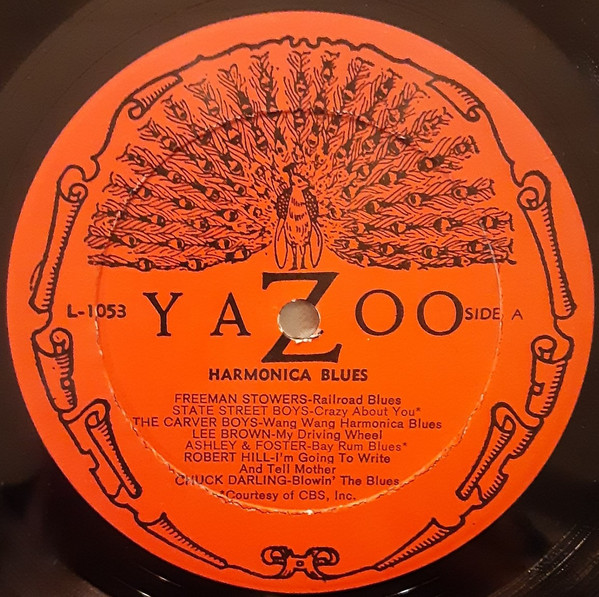 L-1053
YAZOO
SIDE A
HARMONICA BLUES
FREEMAN STOWERS-Railroad Blues
STATE STREET BOYS-Crazy About You*
THE CARVER BOYS-Wang Wang Harmonica Blues
LEE BROWN-My Driving Wheel
ASHLEY & FOSTER-Bay Rum Blues*
ROBERT HILL-I'm Going To Write
And Tell Mother
CHUCK DARLING-Blowin' The Blues
*Courtesy of CBS, Inc.